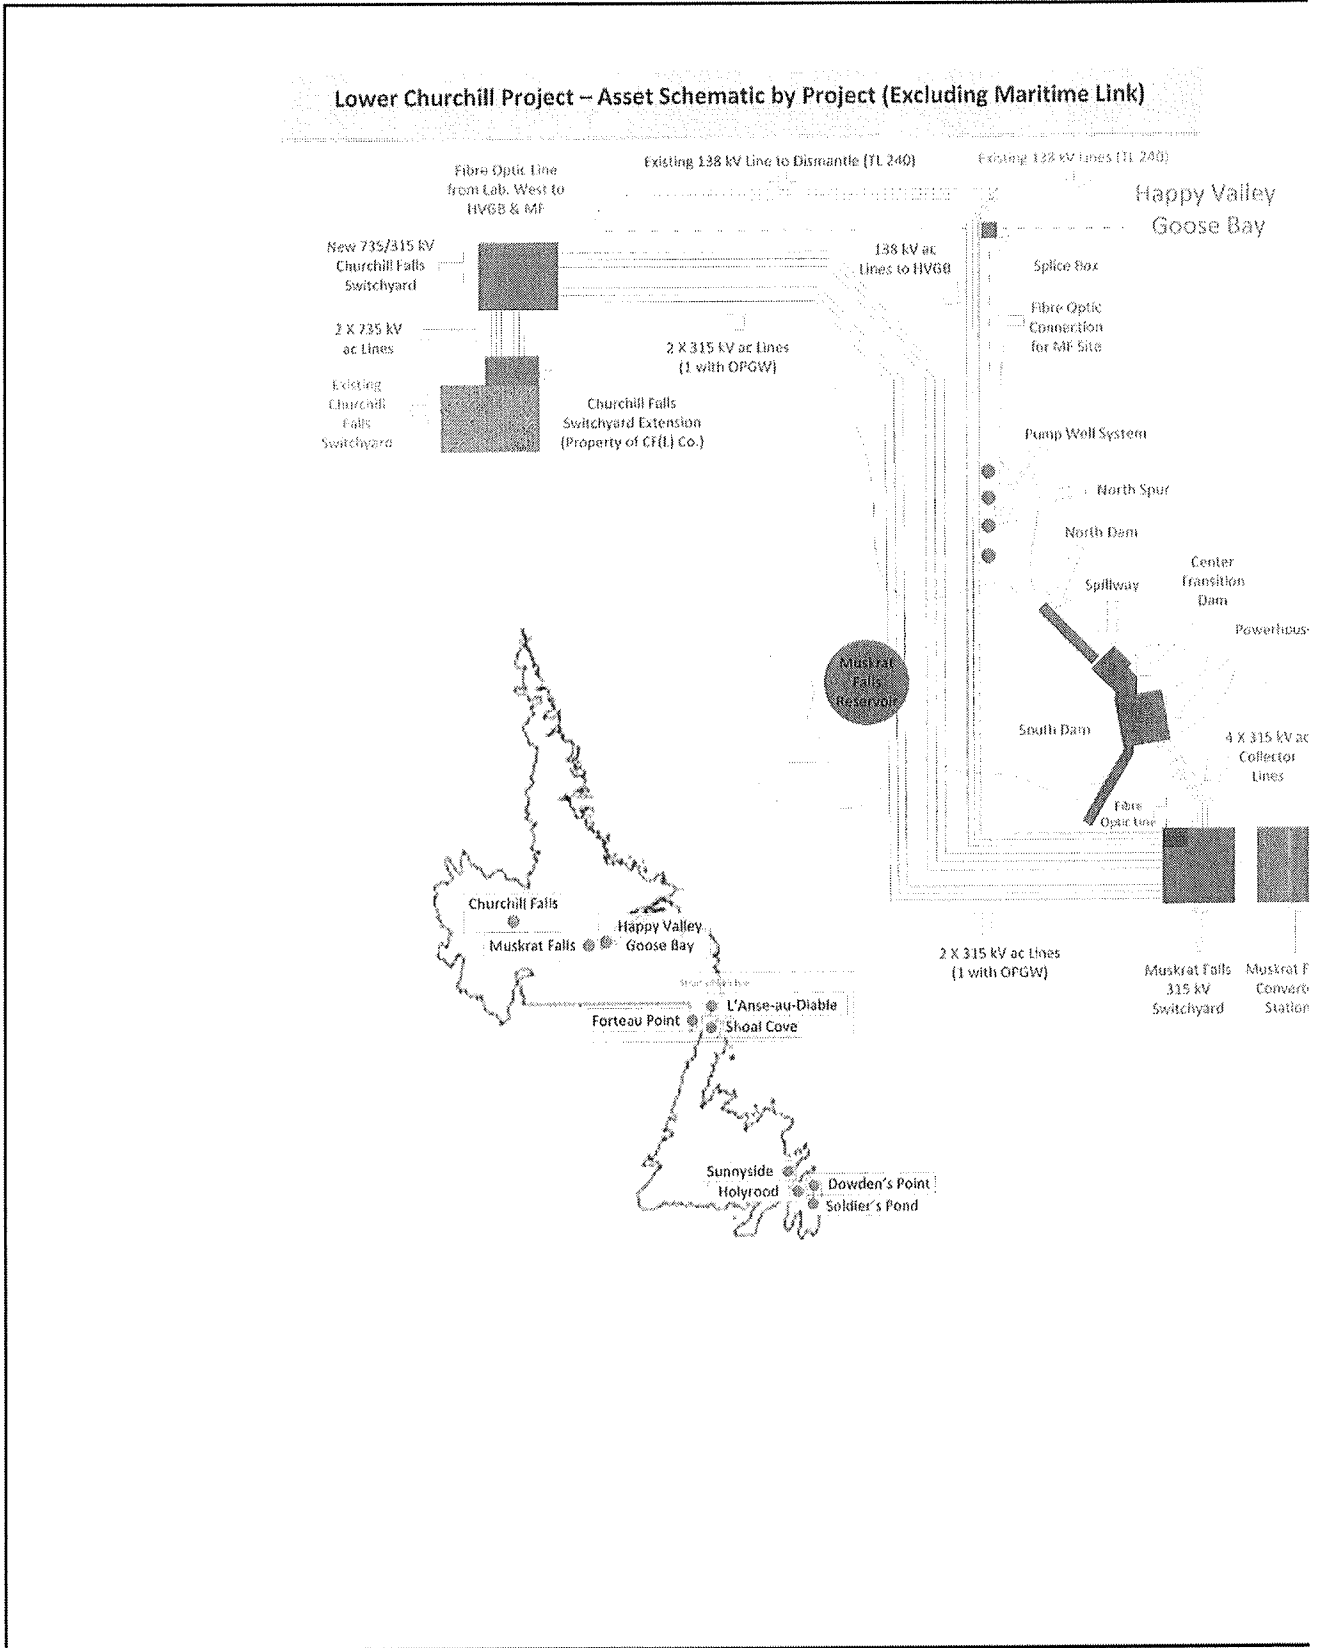 Lower Churchill Project – Asset Schematic by Project (Excluding Maritime Link)
Existing 138 kV Line to Dismantle (TL 240)
Existing 138 kV Lines (TL 240)
Fibre Optic Line
from Lab. West to
HVGB & MF
Happy Valley
Goose Bay
New 735/315 kV
Churchill Falls
Switchyard
138 kV ac
Lines to HVGB
Splice Box
2 X 735 kV
ac Lines
2 X 315 kV ac Lines
(1 with OPGW)
Fibre Optic
Connection
for MF Site
Existing
Churchill
Falls
Switchyard
Churchill Falls
Switchyard Extension
(Property of CF(L) Co.)
Pump Well System
North Spur
North Dam
Center
Transition
Dam
Spillway
Powerhous
Muskrat
Falls
Reservoir
South Dam
4 X 315 kV ac
Collector
Lines
Fibre
Optic Line
2 X 315 kV ac Lines
(1 with OPGW)
Muskrat Falls
315 kV
Switchyard
Muskrat F
Convert
Station
Churchill Falls
Muskrat Falls
Happy Valley
Goose Bay
L'Anse-au-Diable
Forteau Point
Shoal Cove
Sunnyside
Holyrood
Dowden's Point
Soldier's Pond